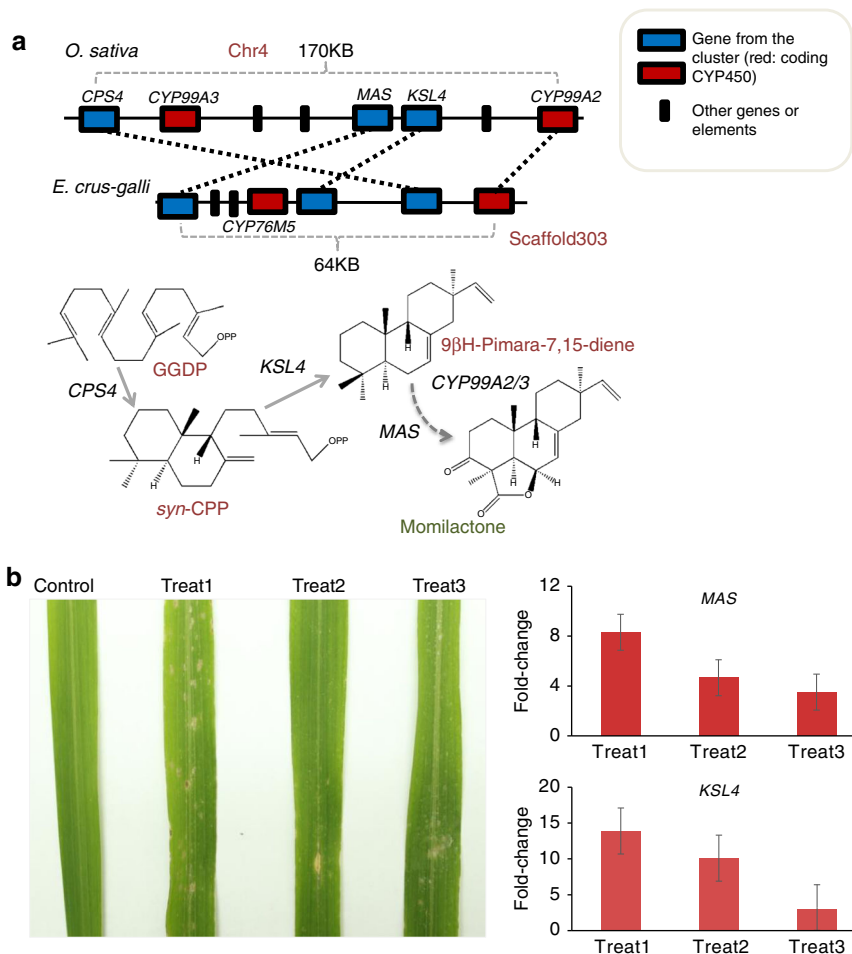 a
O. sativa
Chr4
170KB
CPS4
CYP99A3
MAS
KSL4
CYP99A2
Gene from the
cluster (red: coding
CYP450)
Other genes or
elements
E. crus-galli
CYP76M5
Scaffold303
64KB
OPP
GGDP
CPS4
KSL4
9βH-Pimara-7,15-diene
H
H
CYP99A2/3
MAS
OPP
H
H
syn-CPP
H
O
H
H
O
O
Momilactone
b
Control
Treat1
Treat2
Treat3
Fold-change
12
8
4
0
MAS
Treat1
Treat2
Treat3
Fold-change
20
15
10
5
0
KSL4
Treat1
Treat2
Treat3